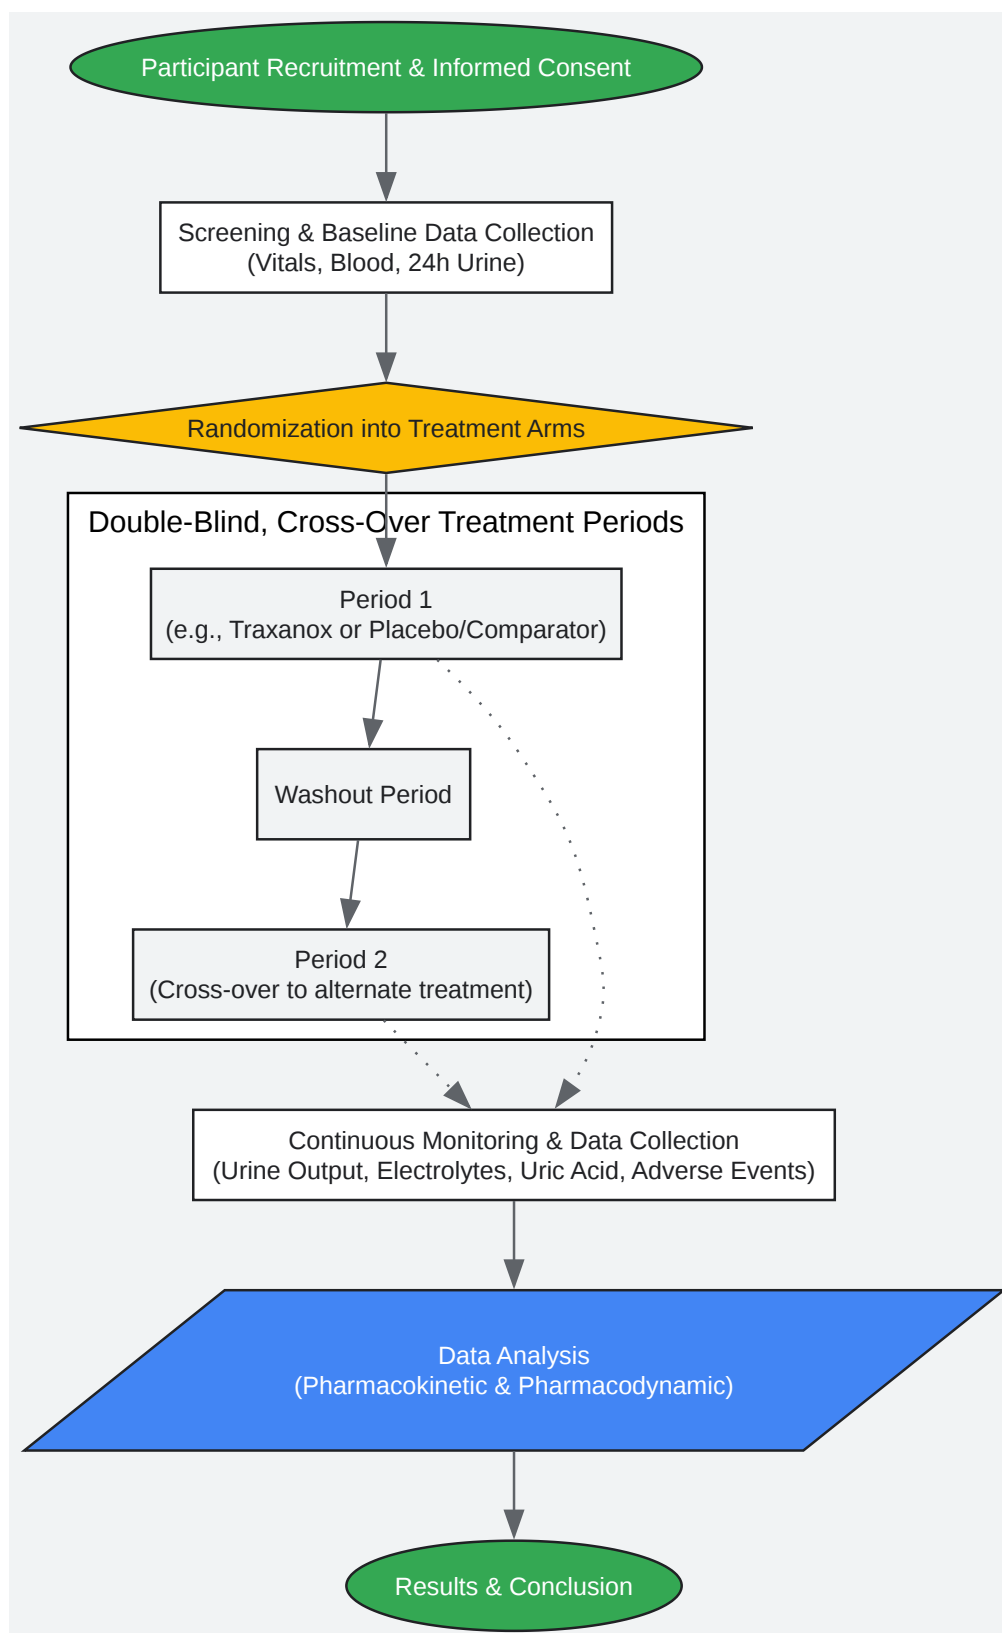 Participant Recruitment & Informed Consent
Screening & Baseline Data Collection
(Vitals, Blood, 24h Urine)
Randomization into Treatment Arms
Double-Blind, Cross-Over Treatment Periods
Period 1
(e.g., Traxanox or Placebo/Comparator)
Washout Period
Period 2
(Cross-over to alternate treatment)
Continuous Monitoring & Data Collection
(Urine Output, Electrolytes, Uric Acid, Adverse Events)
Data Analysis
(Pharmacokinetic & Pharmacodynamic)
Results & Conclusion